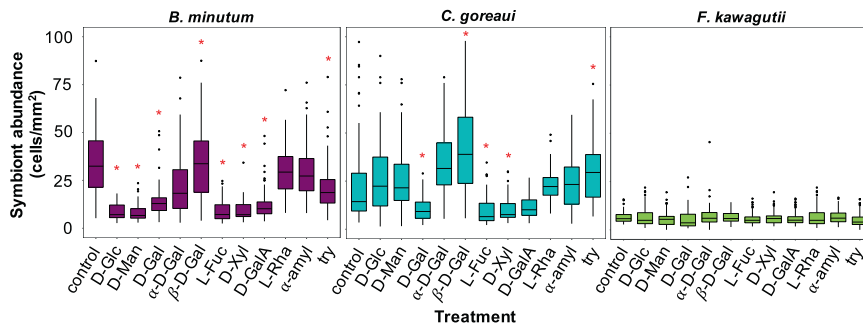 B. minutum
C. goreaui
F. kawagutii
Symbiont abundance
(cells/mm²)
100
75
50
25
0
* * * * * * * * *
* * * * *
control D-Glc D-Man D-Gal α-D-Gal β-D-Gal L-Fuc D-Xyl D-GalA L-Rha α-amyl try
control D-Glc D-Man D-Gal α-D-Gal β-D-Gal L-Fuc D-Xyl D-GalA L-Rha α-amyl try
control D-Glc D-Man D-Gal α-D-Gal β-D-Gal L-Fuc D-Xyl D-GalA L-Rha α-amyl try
Treatment